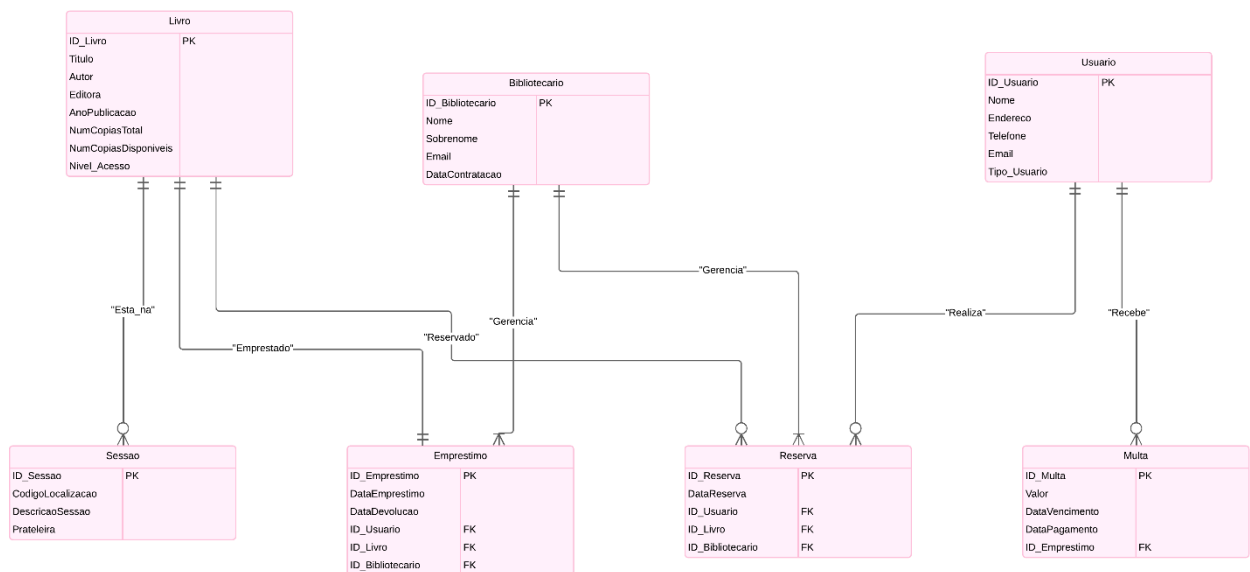 Livro
ID_Livro PK
Titulo
Autor
Editora
AnoPublicacao
NumCopiasTotal
NumCopiasDisponiveis
Nivel_Acesso
Bibliotecario
ID_Bibliotecario PK
Nome
Sobrenome
Email
DataContratacao
Usuario
ID_Usuario PK
Nome
Endereco
Telefone
Email
Tipo_Usuario
"Gerencia"
"Esta_na"
"Gerencia"
"Realiza"
"Recebe"
"Reservado"
"Emprestado"
Sessao
ID_Sessao PK
CodigoLocalizacao
DescricaoSessao
Prateleira
Emprestimo
ID_Emprestimo PK
DataEmprestimo
DataDevolucao
ID_Usuario FK
ID_Livro FK
ID_Bibliotecario FK
Reserva
ID_Reserva PK
DataReserva
ID_Usuario FK
ID_Livro FK
ID_Bibliotecario FK
Multa
ID_Multa PK
Valor
DataVencimento
DataPagamento
ID_Emprestimo FK